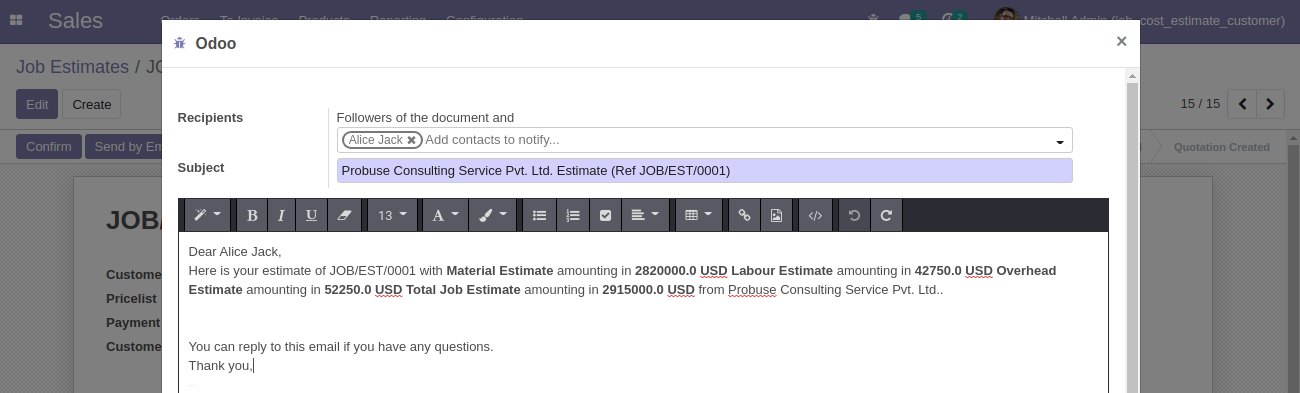 Sales Orders To Invoice Products Reporting Configuration 5 2 Mitchell Admin (job_cost_estimate_customer)
Odoo ×
Job Estimates / JO
Edit Create 15 / 15
Confirm Send by Em Quotation Created
Recipients Followers of the document and
Alice Jack Add contacts to notify...
Subject Probuse Consulting Service Pvt. Ltd. Estimate (Ref JOB/EST/0001)
JOB/
B I U 13 A </>
Dear Alice Jack,
Here is your estimate of JOB/EST/0001 with Material Estimate amounting in 2820000.0 USD Labour Estimate amounting in 42750.0 USD Overhead
Estimate amounting in 52250.0 USD Total Job Estimate amounting in 2915000.0 USD from Probuse Consulting Service Pvt. Ltd..
Custome
Pricelist
Payment
Custome
You can reply to this email if you have any questions.
Thank you,
--